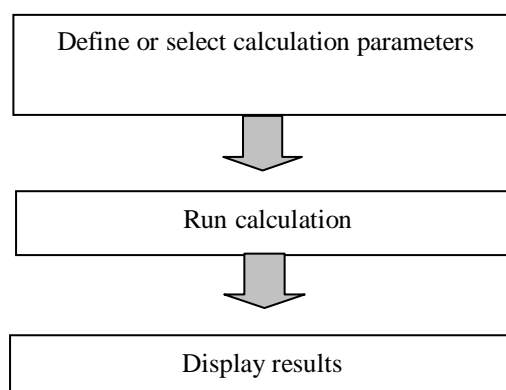 Define or select calculation parameters
Run calculation
Display results